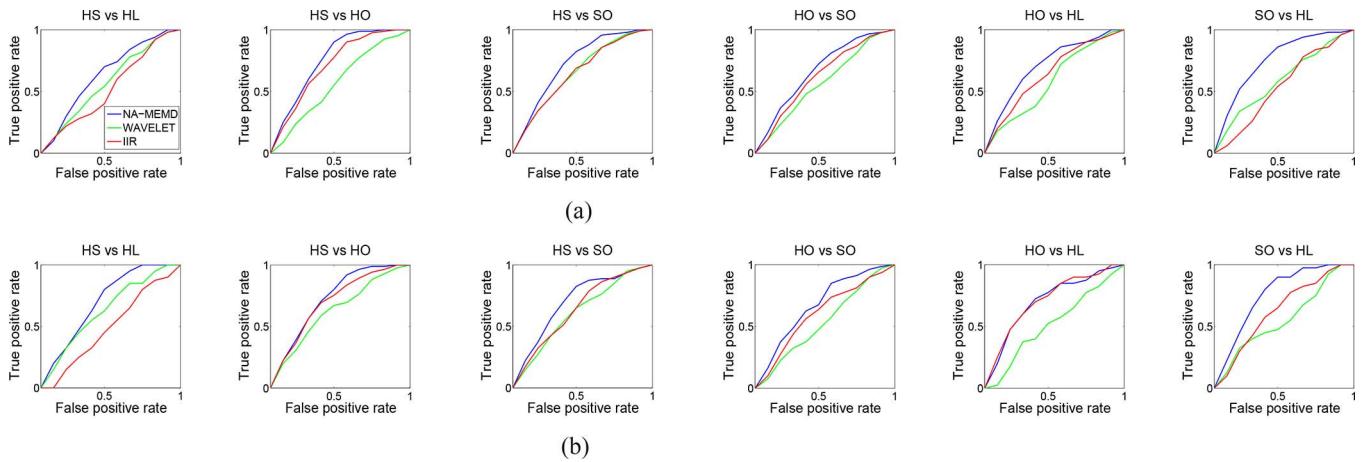 HS vs HL
HS vs HO
HS vs SO
HO vs SO
HO vs HL
SO vs HL
True positive rate
1
0.5
0
0.5
1
False positive rate
NA-MEMD
WAVELET
IIR
True positive rate
1
0.5
0
0.5
1
False positive rate
True positive rate
1
0.5
0
0.5
1
False positive rate
True positive rate
1
0.5
0
0.5
1
False positive rate
True positive rate
1
0.5
0
0.5
1
False positive rate
True positive rate
1
0.5
0
0.5
1
False positive rate
(a)
HS vs HL
HS vs HO
HS vs SO
HO vs SO
HO vs HL
SO vs HL
True positive rate
1
0.5
0
0.5
1
False positive rate
True positive rate
1
0.5
0
0.5
1
False positive rate
True positive rate
1
0.5
0
0.5
1
False positive rate
True positive rate
1
0.5
0
0.5
1
False positive rate
True positive rate
1
0.5
0
0.5
1
False positive rate
True positive rate
1
0.5
0
0.5
1
False positive rate
(b)